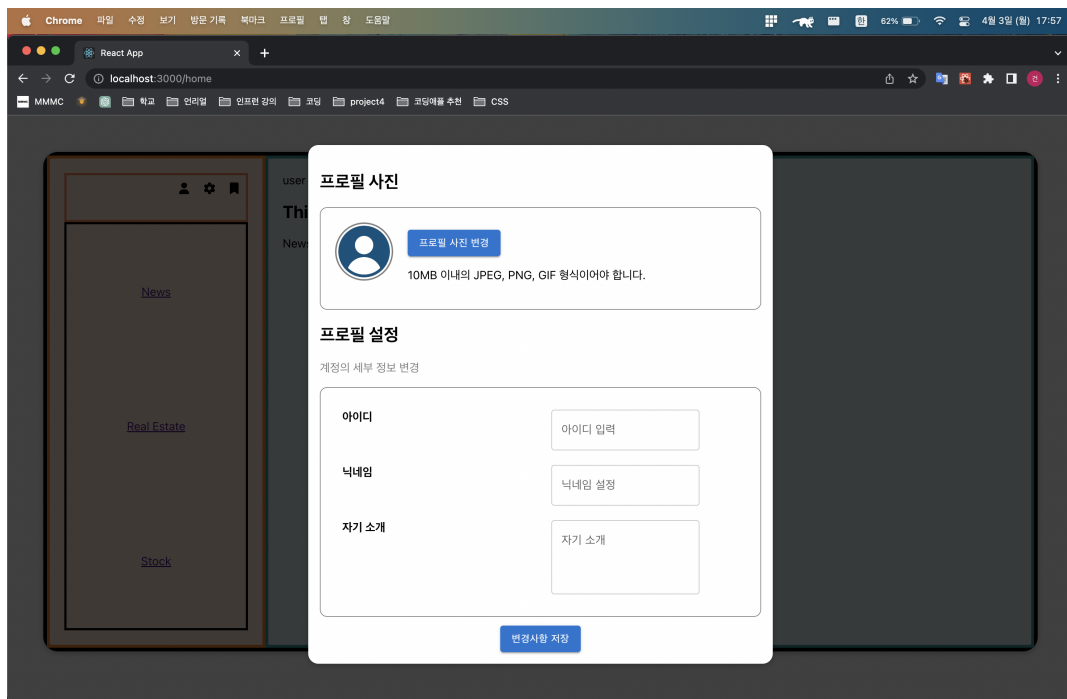 Chrome 파일 수정 보기 방문 기록 북마크 프로필 탭 창 도움말 한 62% 4월 3일 (월) 17:57
React App
localhost:3000/home 건
MMMC 학교 언리얼 인프런 강의 코딩 project4 코딩애플 추천 CSS
user
Thi
News
News
Real Estate
Stock
프로필 사진
프로필 사진 변경
10MB 이내의 JPEG, PNG, GIF 형식이어야 합니다.
프로필 설정
계정의 세부 정보 변경
아이디
아이디 입력
닉네임
닉네임 설정
자기 소개
자기 소개
변경사항 저장